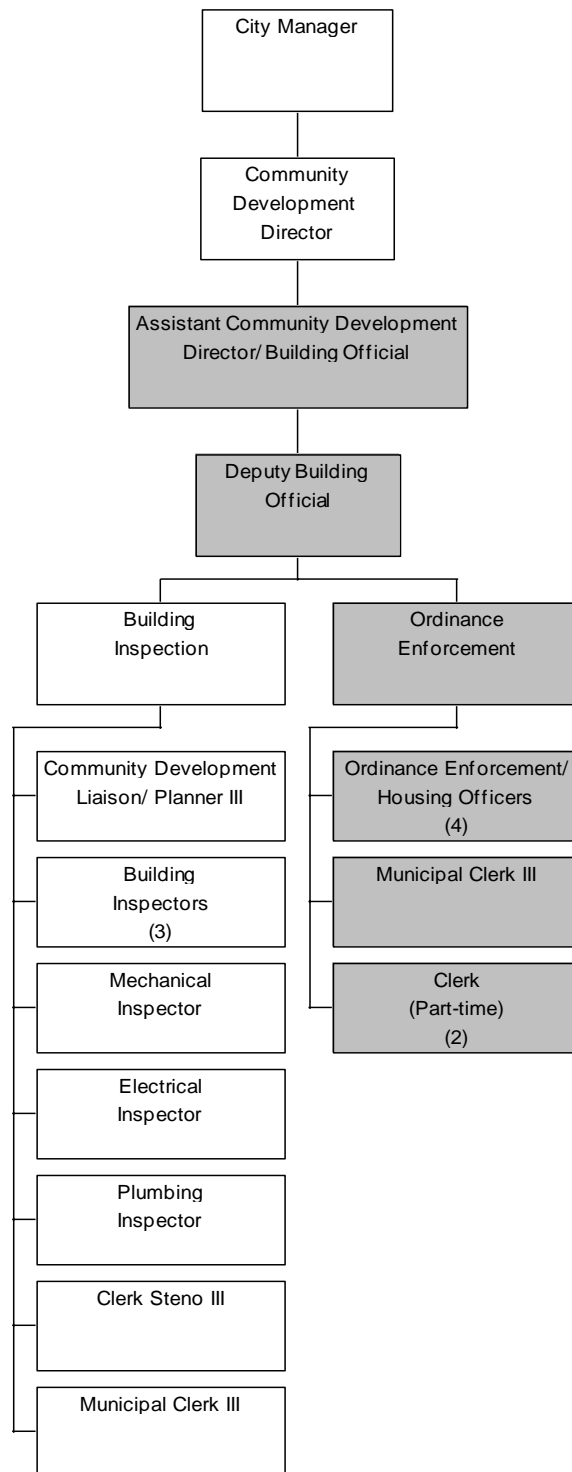 City Manager
Community
Development
Director
Assistant Community Development
Director/ Building Official
Deputy Building
Official
Building
Inspection
Ordinance
Enforcement
Community Development
Liaison/ Planner III
Building
Inspectors
(3)
Mechanical
Inspector
Electrical
Inspector
Plumbing
Inspector
Clerk Steno III
Municipal Clerk III
Ordinance Enforcement/
Housing Officers
(4)
Municipal Clerk III
Clerk
(Part-time)
(2)